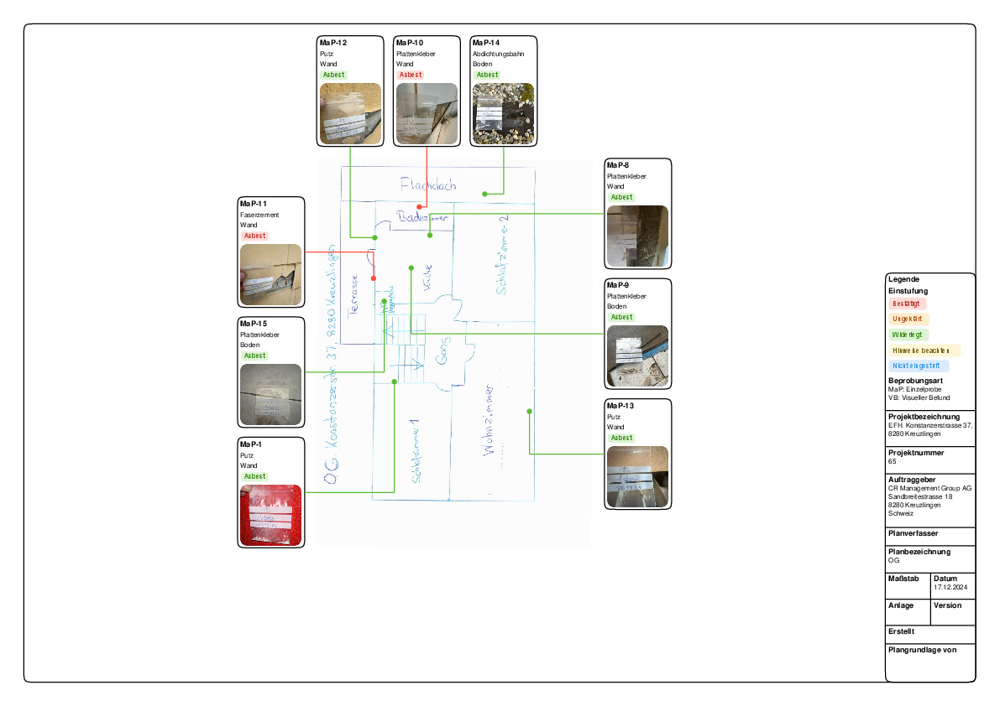 MaP-12
Putz
Wand
Asbest
MaP-10
Plattenkleber
Wand
Asbest
MaP-14
Abdichtungsbahn
Boden
Asbest
MaP-11
Faserzement
Wand
Asbest
MaP-15
Plattenkleber
Boden
Asbest
MaP-1
Putz
Wand
Asbest
MaP-8
Plattenkleber
Wand
Asbest
MaP-9
Plattenkleber
Boden
Asbest
MaP-13
Putz
Wand
Asbest
Flachdach
Badezimmer
Schlafzimmer 2
Terrasse
Küche
Gang
Wohnzimmer
Schlafzimmer 1
OG. Konstanzerstr. 37, 8280 Kreuzlingen
Legende
Einstufung
Bestätigt
Ungeklärt
Widerlegt
Hinweise beachten
Nicht eingestuft
Beprobungsart
MaP: Einzelprobe
VB: Visueller Befund
Projektbezeichnung
EFH. Konstanzerstrasse 37,
8280 Kreuzlingen
Projektnummer
65
Auftraggeber
CR Management Group AG
Sandbreitestrasse 18
8280 Kreuzlingen
Schweiz
Planverfasser
Planbezeichnung
OG
Maßstab
Datum
17.12.2024
Anlage
Version
Erstellt
Plangrundlage von